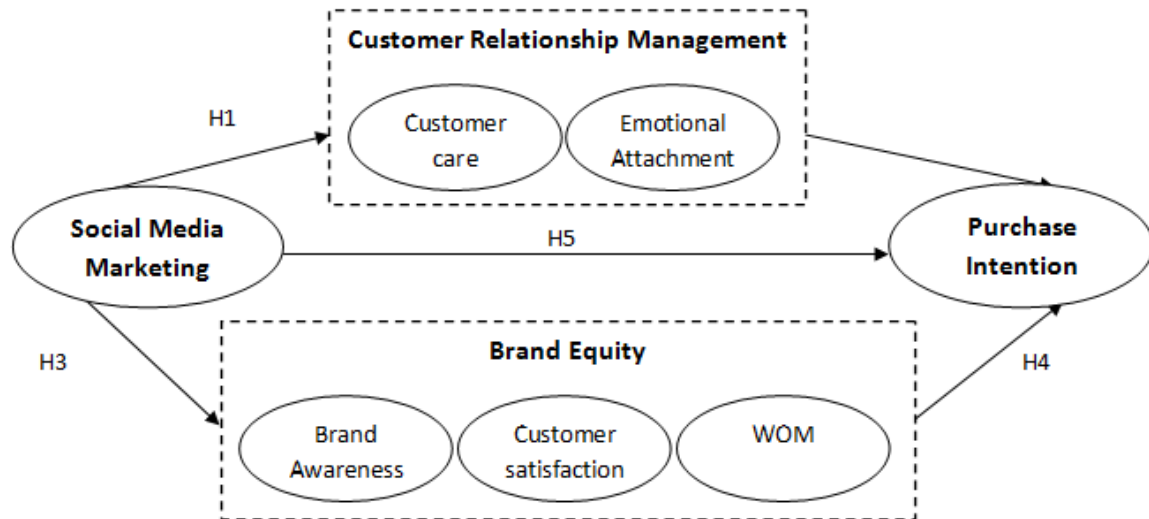 Customer Relationship Management
H1
Customer
care
Emotional
Attachment
Social Media
Marketing
H5
Purchase
Intention
H3
Brand Equity
H4
Brand
Awareness
Customer
satisfaction
WOM